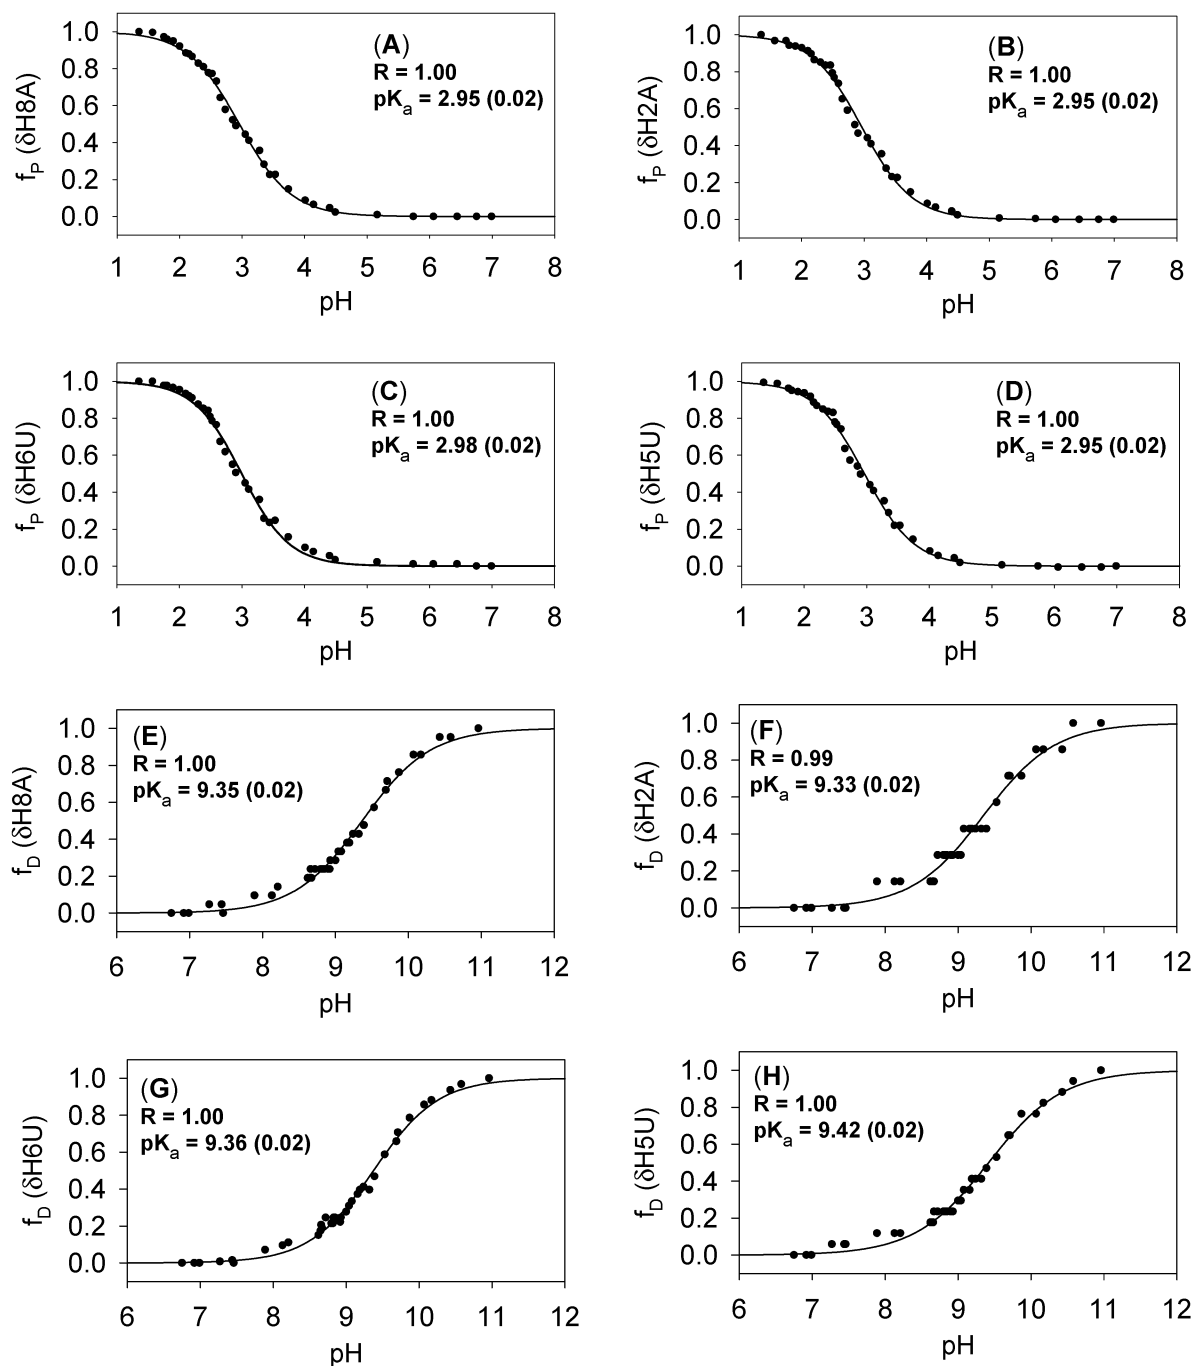 (A)
R = 1.00
pKa = 2.95 (0.02)
fP (δH8A)
1.0
0.8
0.6
0.4
0.2
0.0
1 2 3 4 5 6 7 8
pH
(B)
R = 1.00
pKa = 2.95 (0.02)
fP (δH2A)
1.0
0.8
0.6
0.4
0.2
0.0
1 2 3 4 5 6 7 8
pH
(C)
R = 1.00
pKa = 2.98 (0.02)
fP (δH6U)
1.0
0.8
0.6
0.4
0.2
0.0
1 2 3 4 5 6 7 8
pH
(D)
R = 1.00
pKa = 2.95 (0.02)
fP (δH5U)
1.0
0.8
0.6
0.4
0.2
0.0
1 2 3 4 5 6 7 8
pH
(E)
R = 1.00
pKa = 9.35 (0.02)
fD (δH8A)
1.0
0.8
0.6
0.4
0.2
0.0
6 7 8 9 10 11 12
pH
(F)
R = 0.99
pKa = 9.33 (0.02)
fD (δH2A)
1.0
0.8
0.6
0.4
0.2
0.0
6 7 8 9 10 11 12
pH
(G)
R = 1.00
pKa = 9.36 (0.02)
fD (δH6U)
1.0
0.8
0.6
0.4
0.2
0.0
6 7 8 9 10 11 12
pH
(H)
R = 1.00
pKa = 9.42 (0.02)
fD (δH5U)
1.0
0.8
0.6
0.4
0.2
0.0
6 7 8 9 10 11 12
pH